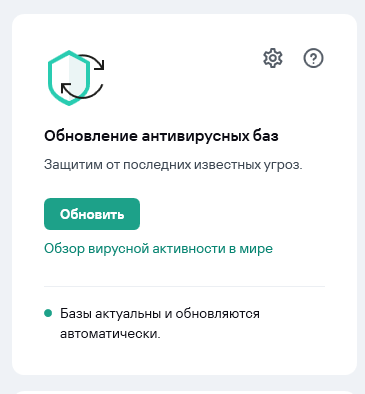 Обновление антивирусных баз
Защитим от последних известных угроз.
Обновить
Обзор вирусной активности в мире
Базы актуальны и обновляются
автоматически.